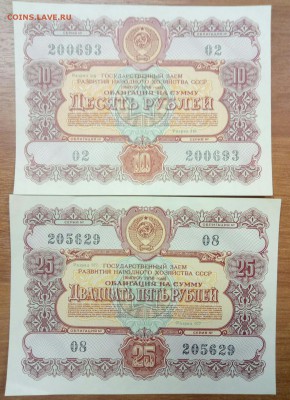 COINS.LAVE.RU
200693 02
10 10
ГОСУДАРСТВЕННЫЙ ЗАЕМ
РАЗВИТИЯ НАРОДНОГО ХОЗЯЙСТВА СССР
ОБЛИГАЦИЯ НА СУММУ
ДЕСЯТЬ РУБЛЕЙ
02 10 200693
205629 08
25 25
ГОСУДАРСТВЕННЫЙ ЗАЕМ
РАЗВИТИЯ НАРОДНОГО ХОЗЯЙСТВА СССР
ОБЛИГАЦИЯ НА СУММУ
ДВАДЦАТЬ ПЯТЬ РУБЛЕЙ
08 25 205629